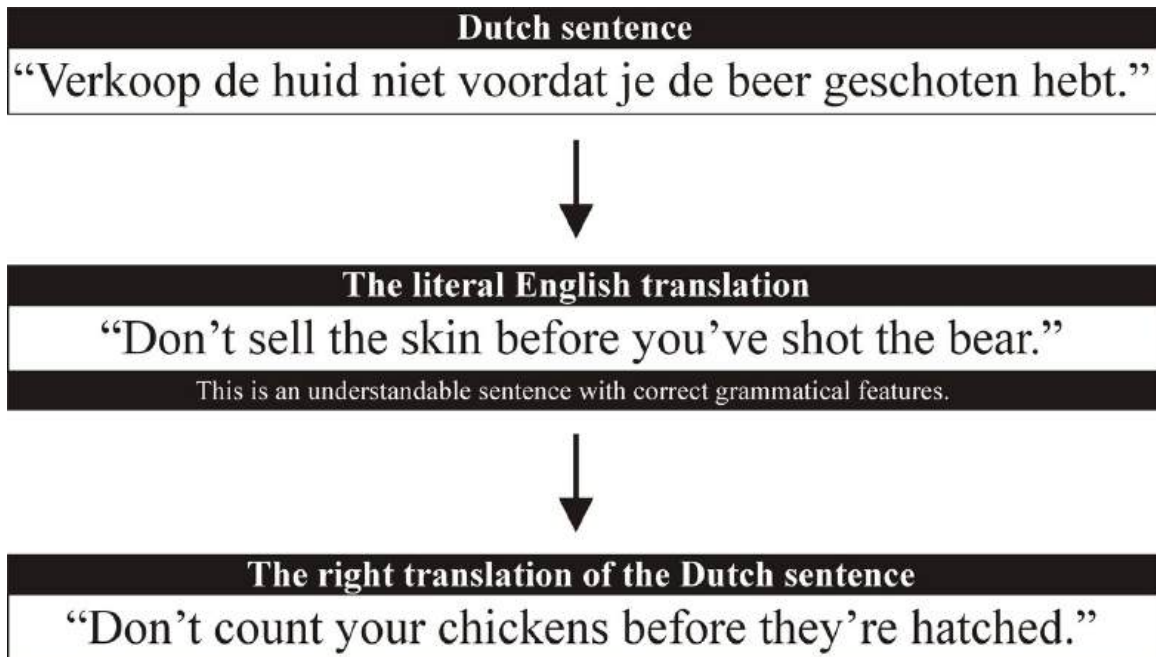 Dutch sentence
“Verkoop de huid niet voordat je de beer geschoten hebt.”
The literal English translation
“Don’t sell the skin before you’ve shot the bear.”
This is an understandable sentence with correct grammatical features.
The right translation of the Dutch sentence
“Don’t count your chickens before they’re hatched.”